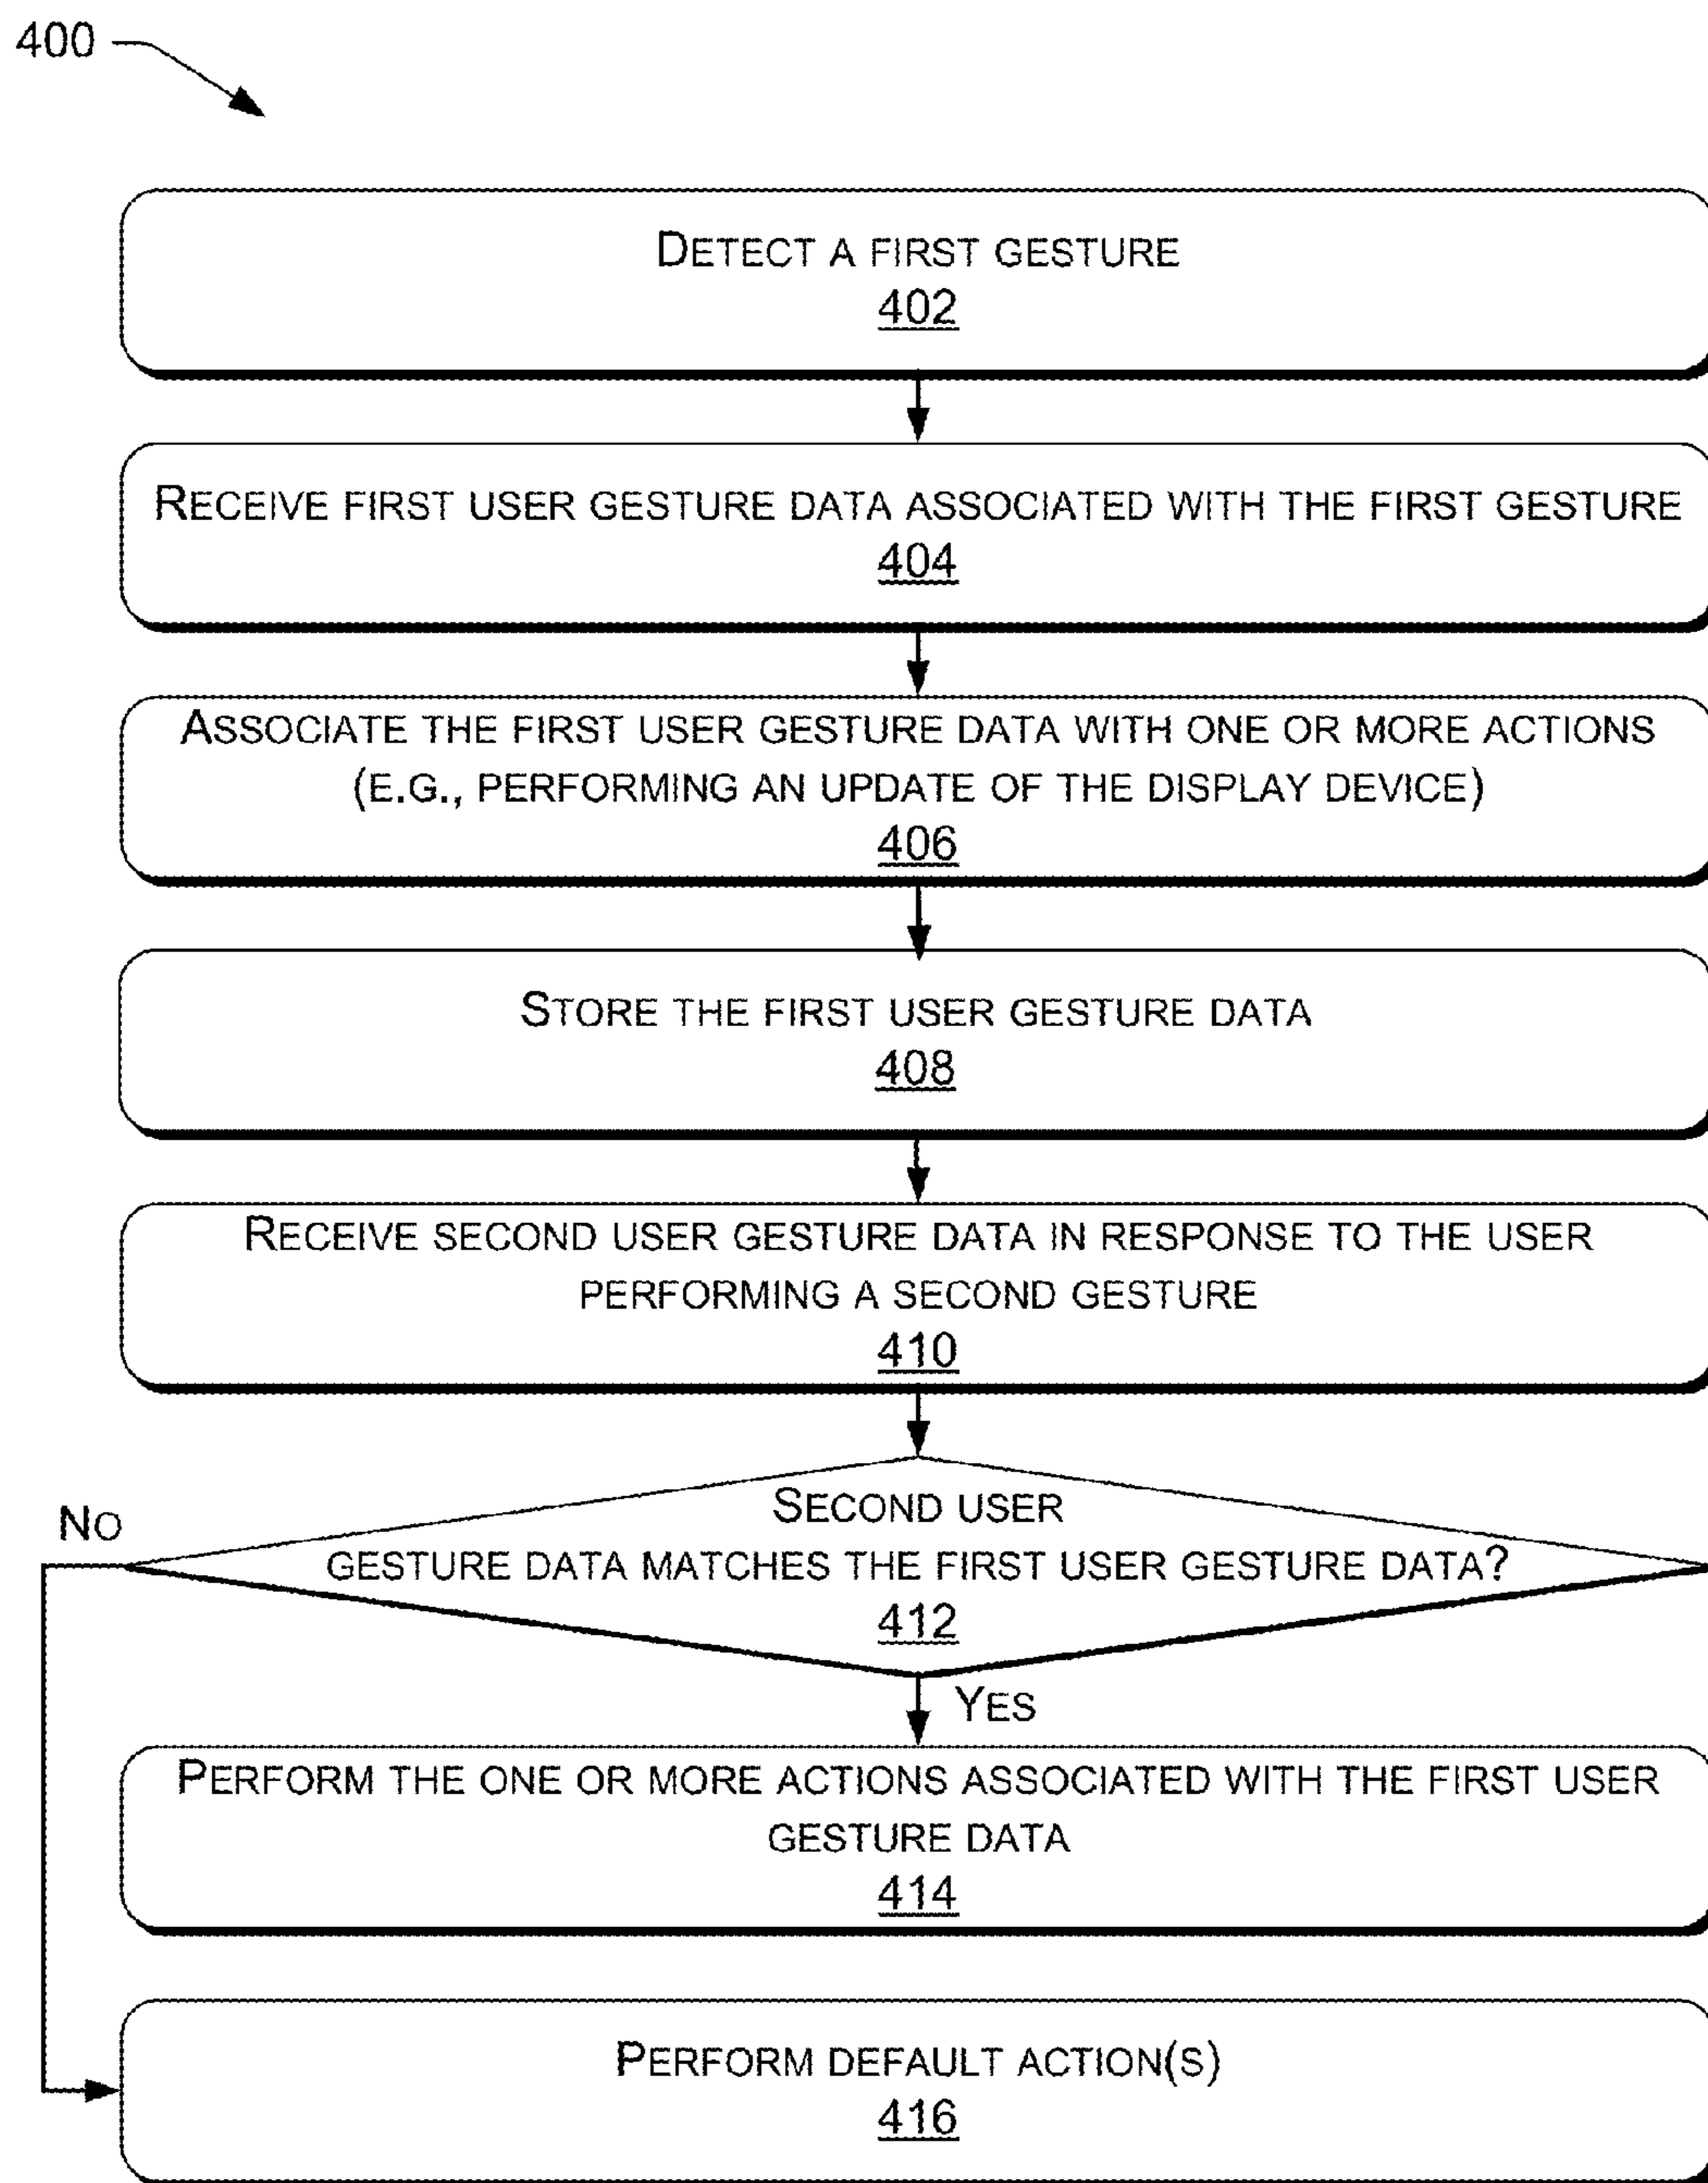 400
DETECT A FIRST GESTURE
402
RECEIVE FIRST USER GESTURE DATA ASSOCIATED WITH THE FIRST GESTURE
404
ASSOCIATE THE FIRST USER GESTURE DATA WITH ONE OR MORE ACTIONS
(E.G., PERFORMING AN UPDATE OF THE DISPLAY DEVICE)
406
STORE THE FIRST USER GESTURE DATA
408
RECEIVE SECOND USER GESTURE DATA IN RESPONSE TO THE USER
PERFORMING A SECOND GESTURE
410
NO
SECOND USER
GESTURE DATA MATCHES THE FIRST USER GESTURE DATA?
412
YES
PERFORM THE ONE OR MORE ACTIONS ASSOCIATED WITH THE FIRST USER
GESTURE DATA
414
PERFORM DEFAULT ACTION(S)
416